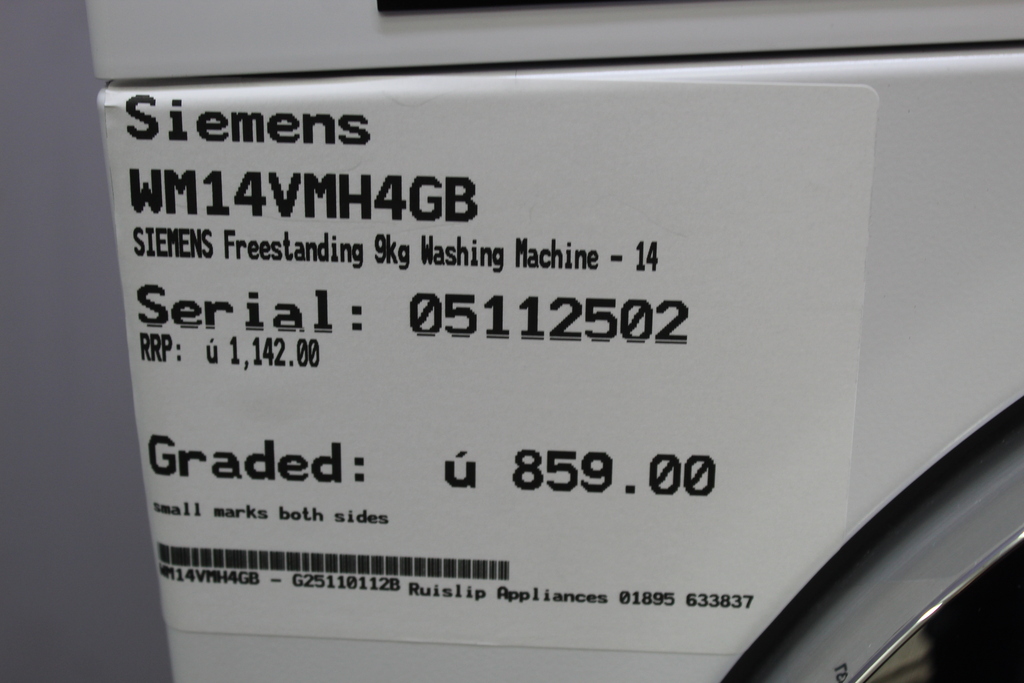 Siemens
WM14VMH4GB
SIEMENS Freestanding 9kg Washing Machine - 14
Serial: 05112502
RRP: ú 1,142.00
Graded: ú 859.00
small marks both sides
WM14VMH4GB - G25110112B Ruislip Appliances 01895 633837